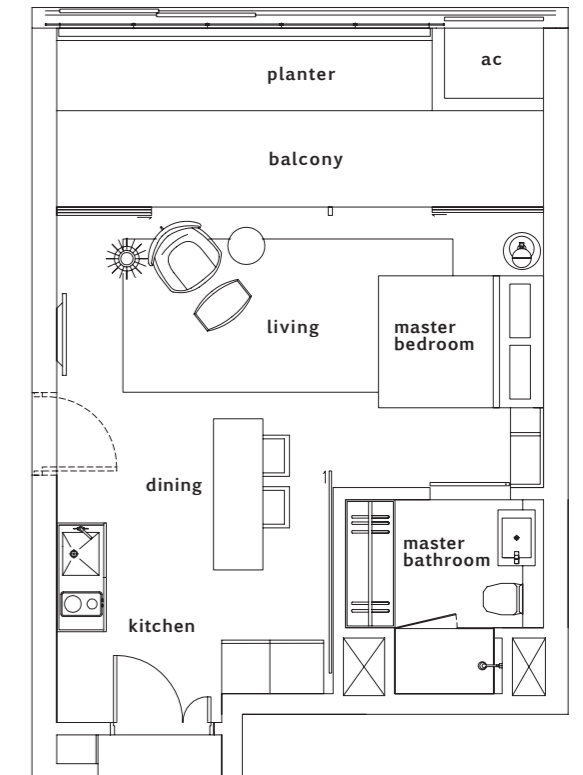 ac
planter
balcony
living
master
bedroom
dining
master
bathroom
kitchen